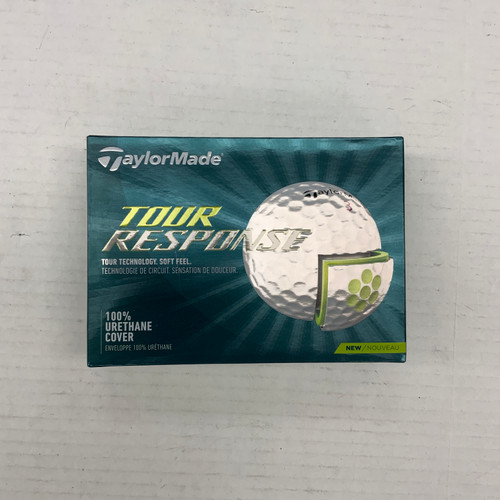 TaylorMade
TaylorMade
TOUR
RESPONSE
TOUR TECHNOLOGY. SOFT FEEL.
TECHNOLOGIE DE CIRCUIT. SENSATION DE DOUCEUR.
100%
URETHANE
COVER
ENVELOPPE 100% URÉTHANE
NEW / NOUVEAU